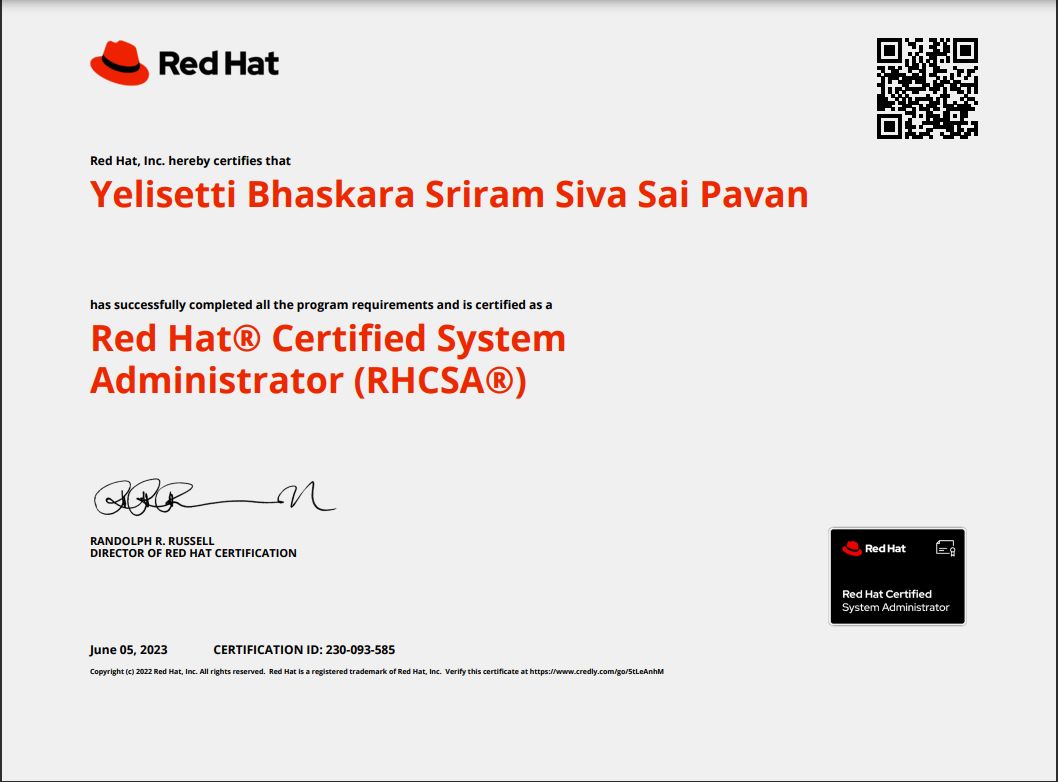 Red Hat
Red Hat, Inc. hereby certifies that
Yelisetti Bhaskara Sriram Siva Sai Pavan
has successfully completed all the program requirements and is certified as a
Red Hat® Certified System
Administrator (RHCSA®)
RANDOLPH R. RUSSELL
DIRECTOR OF RED HAT CERTIFICATION
Red Hat
Red Hat Certified
System Administrator
June 05, 2023 CERTIFICATION ID: 230-093-585
Copyright (c) 2022 Red Hat, Inc. All rights reserved. Red Hat is a registered trademark of Red Hat, Inc. Verify this certificate at https://www.credly.com/go/5tLeAnhM